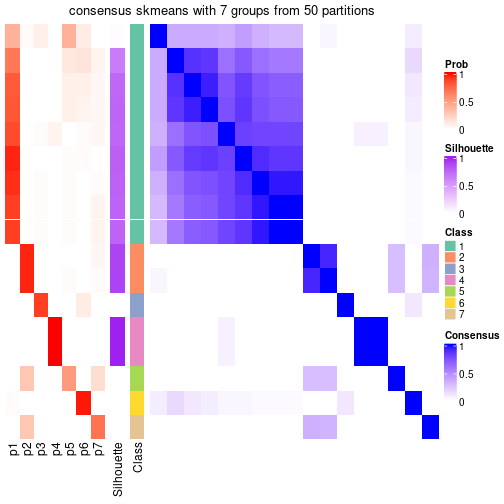 consensus skmeans with 7 groups from 50 partitions
Prob
1
0.5
0
Silhouette
1
0.5
0
Class
1
2
3
4
5
6
7
Consensus
1
0.5
0
p1
p2
p3
p4
p5
p6
p7
Silhouette
Class